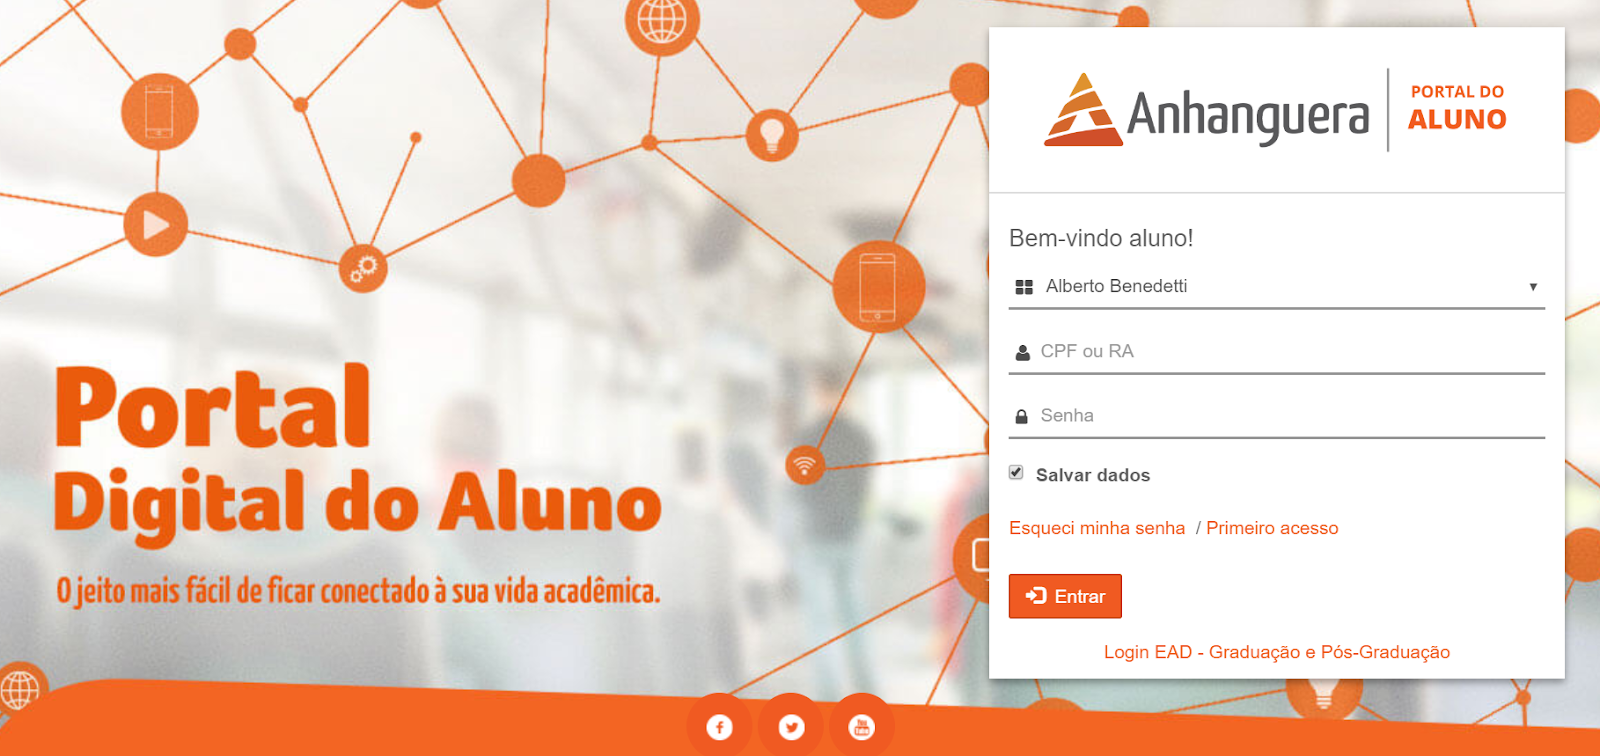 Portal
Digital do Aluno
O jeito mais fácil de ficar conectado à sua vida acadêmica.
Anhanguera
PORTAL DO
ALUNO
Bem-vindo aluno!
Alberto Benedetti
CPF ou RA
Senha
Salvar dados
Esqueci minha senha / Primeiro acesso
Entrar
Login EAD - Graduação e Pós-Graduação
You
Tube